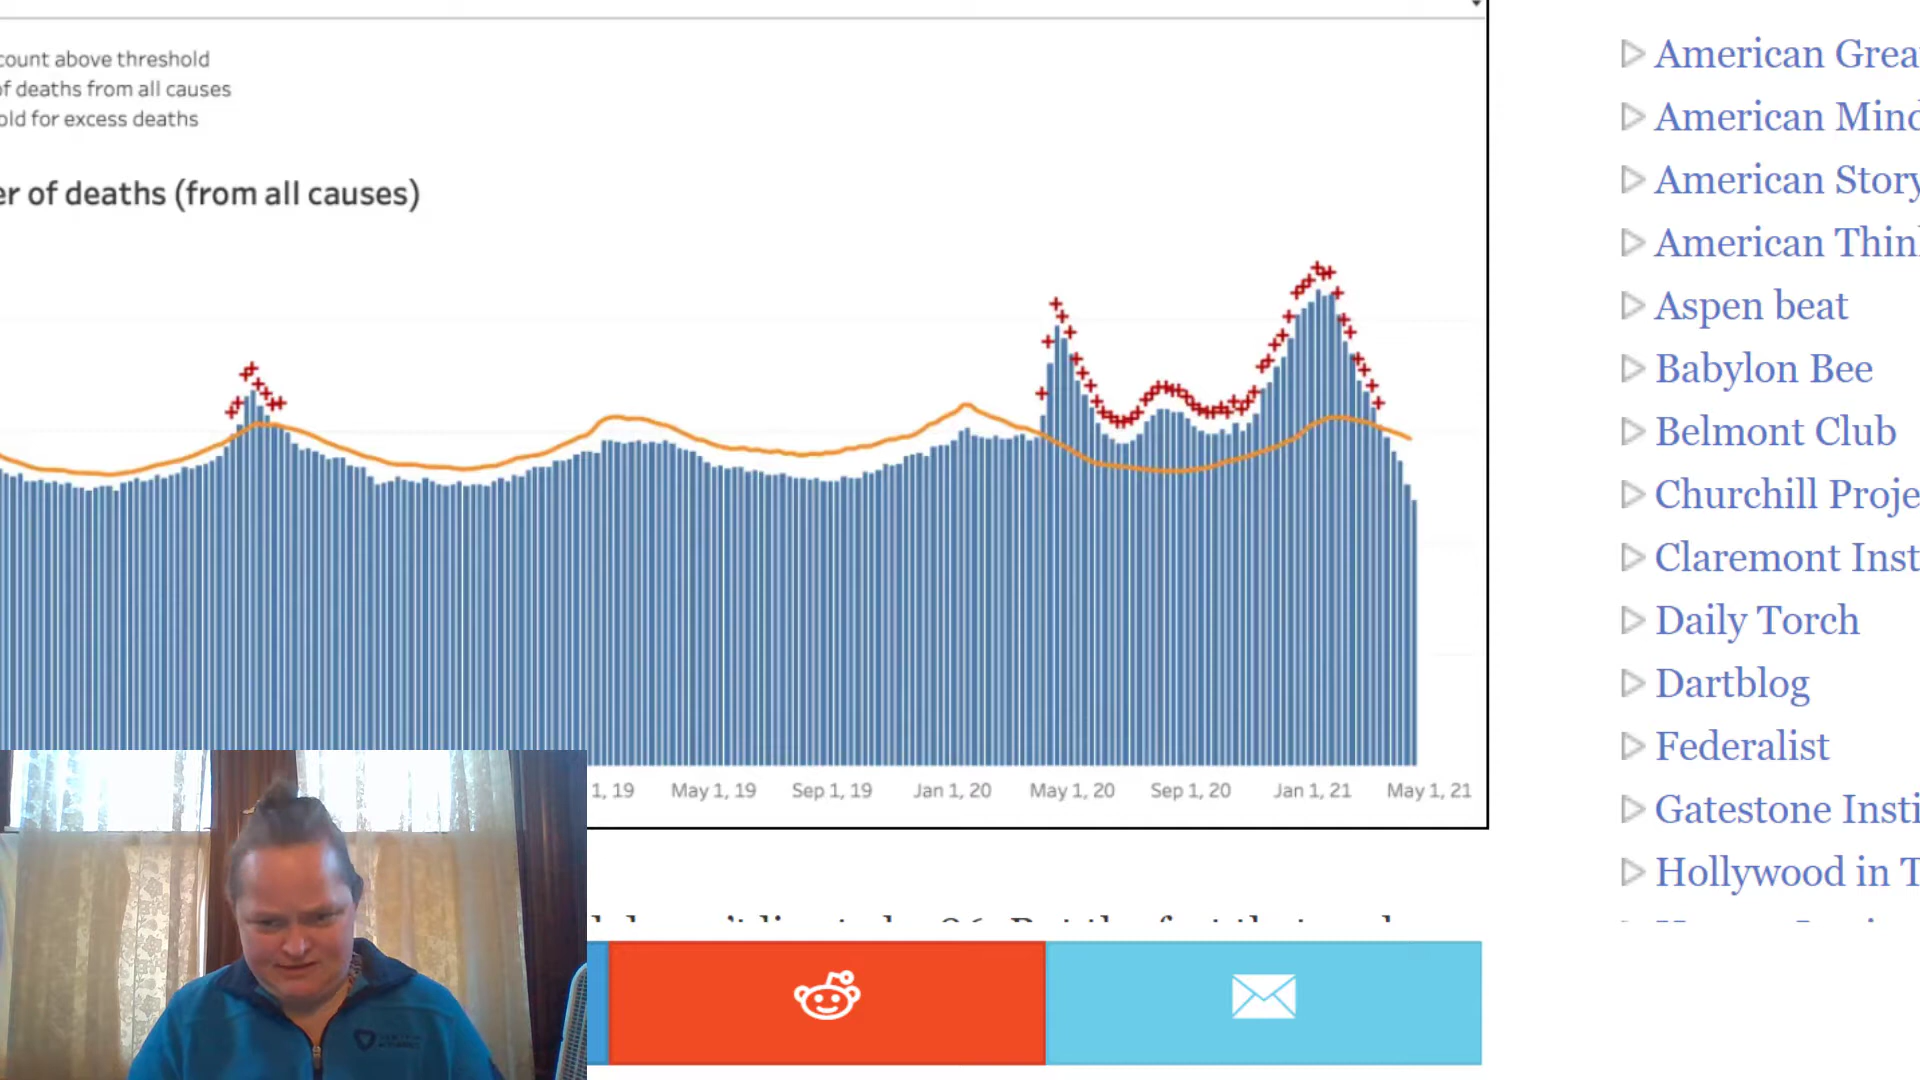 count above threshold
of deaths from all causes
old for excess deaths
er of deaths (from all causes)
1, 19 May 1, 19 Sep 1, 19 Jan 1, 20 May 1, 20 Sep 1, 20 Jan 1, 21 May 1, 21
American Grea
American Mind
American Story
American Think
Aspen beat
Babylon Bee
Belmont Club
Churchill Proje
Claremont Inst
Daily Torch
Dartblog
Federalist
Gatestone Insti
Hollywood in T